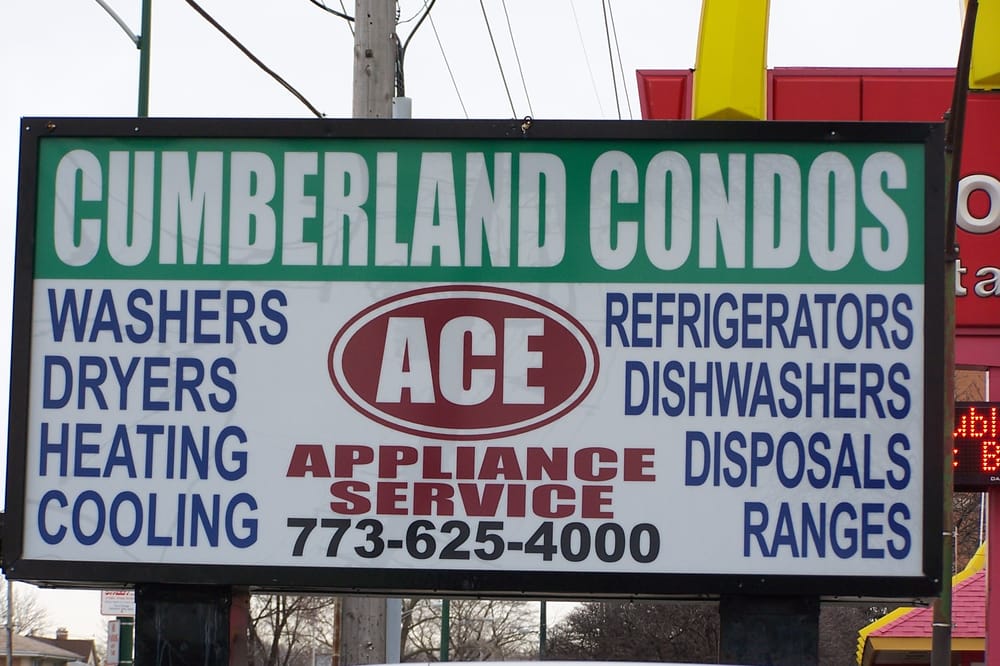 CUMBERLAND CONDOS
WASHERS
DRYERS
HEATING
COOLING
ACE
APPLIANCE
SERVICE
773-625-4000
REFRIGERATORS
DISHWASHERS
DISPOSALS
RANGES